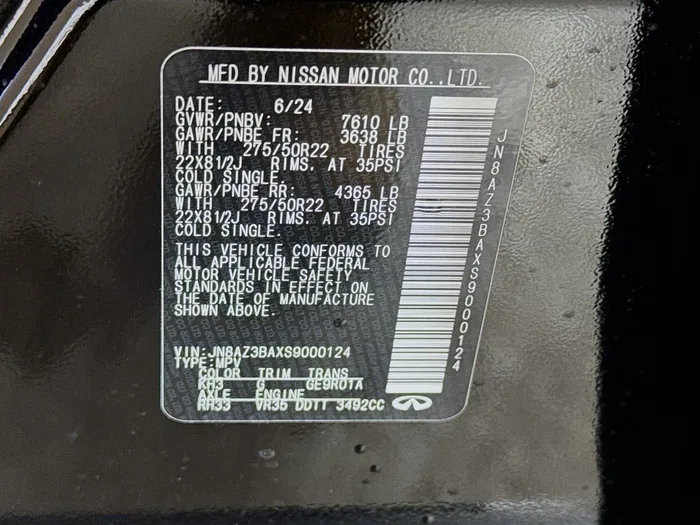 MFD BY NISSAN MOTOR CO.,LTD.
DATE: 6/24
GVWR/PNBV: 7610 LB
GAWR/PNBE FR: 3638 LB
WITH 275/50R22 TIRES
22X81/2J RIMS. AT 35PSI
COLD SINGLE.
GAWR/PNBE RR: 4365 LB
WITH 275/50R22 TIRES
22X81/2J RIMS. AT 35PSI
COLD SINGLE.
THIS VEHICLE CONFORMS TO
ALL APPLICABLE FEDERAL
MOTOR VEHICLE SAFETY
STANDARDS IN EFFECT ON
THE DATE OF MANUFACTURE
SHOWN ABOVE.
VIN: JN8AZ3BAXS9000124
TYPE: MPV
COLOR TRIM TRANS
KH3 G GE9R01A
AXLE ENGINE
RH33 VR35 DDTT 3492CC
JN8AZ3BAXS9000124